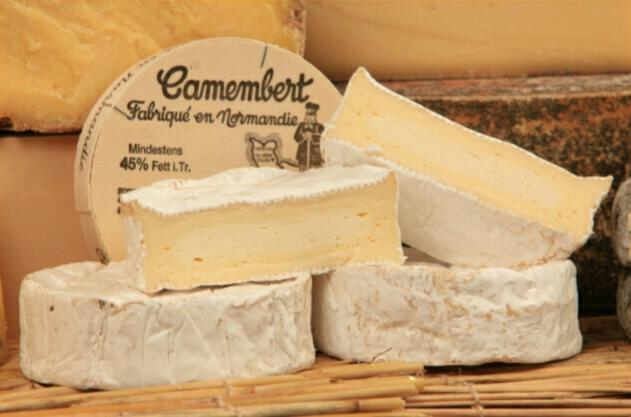 Camembert
Fabriqué en Normandie
Mindestens
45% Fett i.Tr.